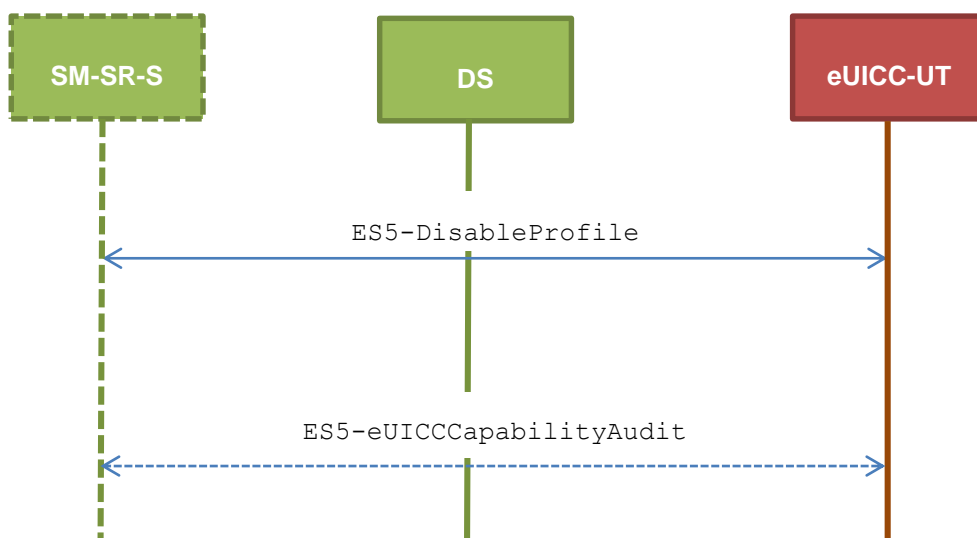 SM-SR-S
DS
eUICC-UT
ES5-DisableProfile
ES5-eUICCCapabilityAudit